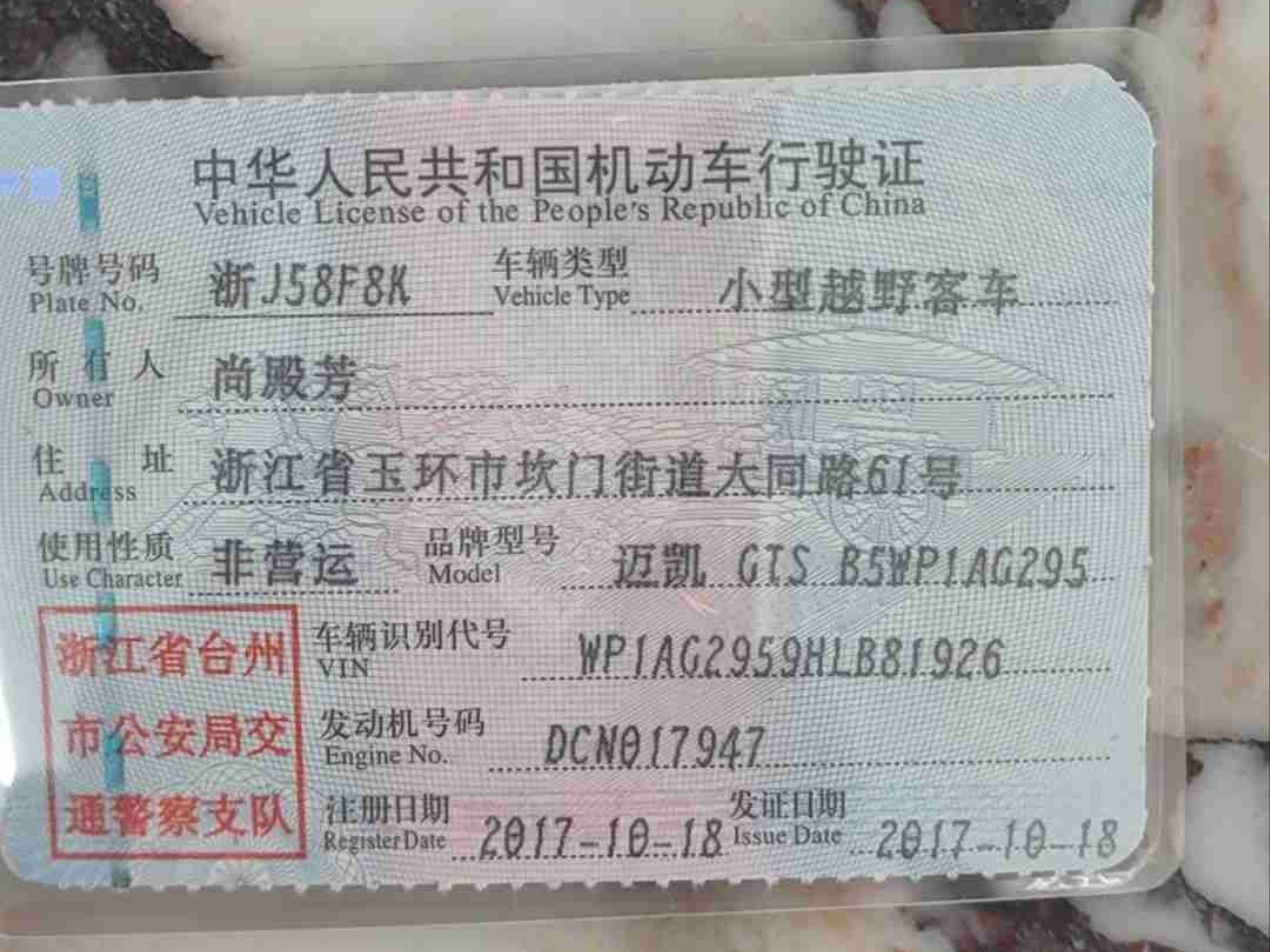 中华人民共和国机动车行驶证
Vehicle License of the People's Republic of China
号牌号码 浙J58F8K 车辆类型 小型越野客车
Plate No. Vehicle Type
所有人 尚殿芳
Owner
住址 浙江省玉环市坎门街道大同路61号
Address
使用性质 非营运 品牌型号 迈凯 GTS B5WP1AG295
Use Character Model
浙江省台州
市公安局交
通警察支队
车辆识别代号 WP1AG2959HLB81926
VIN
发动机号码 DCN017947
Engine No.
注册日期 2017-10-18 发证日期 2017-10-18
Register Date Issue Date